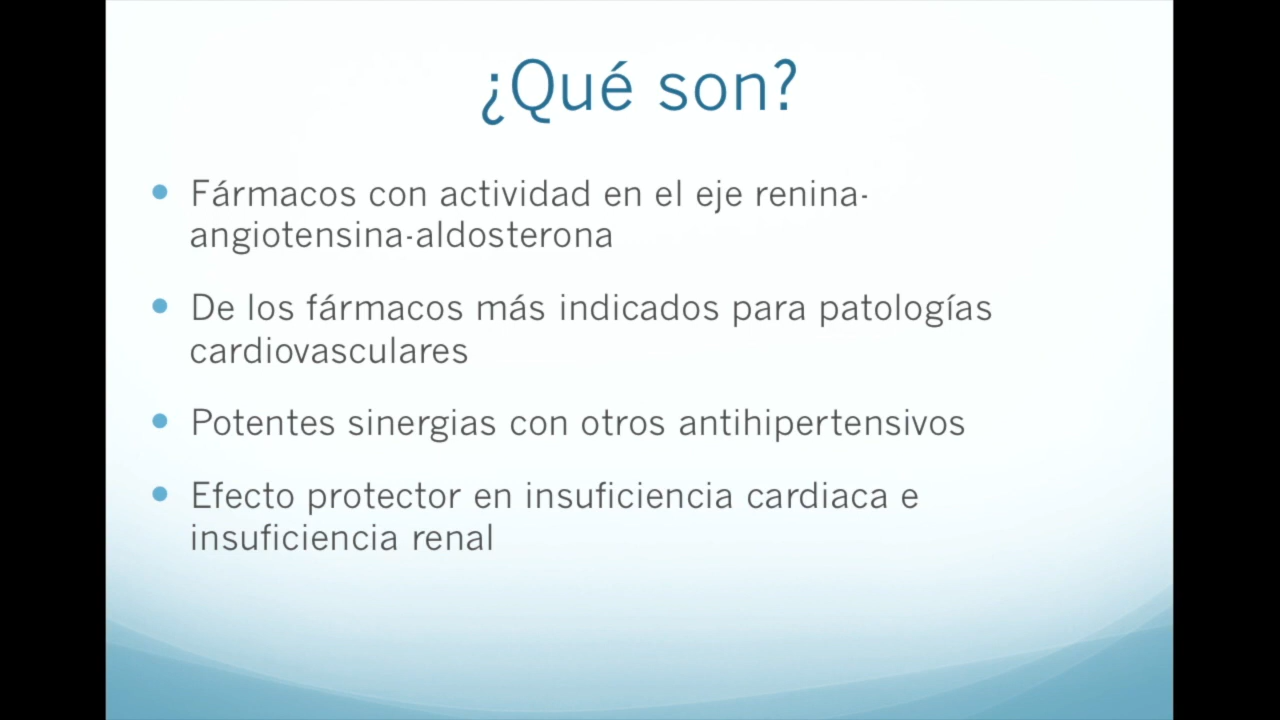 ¿Qué son?
Fármacos con actividad en el eje renina-
angiotensina-aldosterona
De los fármacos más indicados para patologías
cardiovasculares
Potentes sinergias con otros antihipertensivos
Efecto protector en insuficiencia cardiaca e
insuficiencia renal